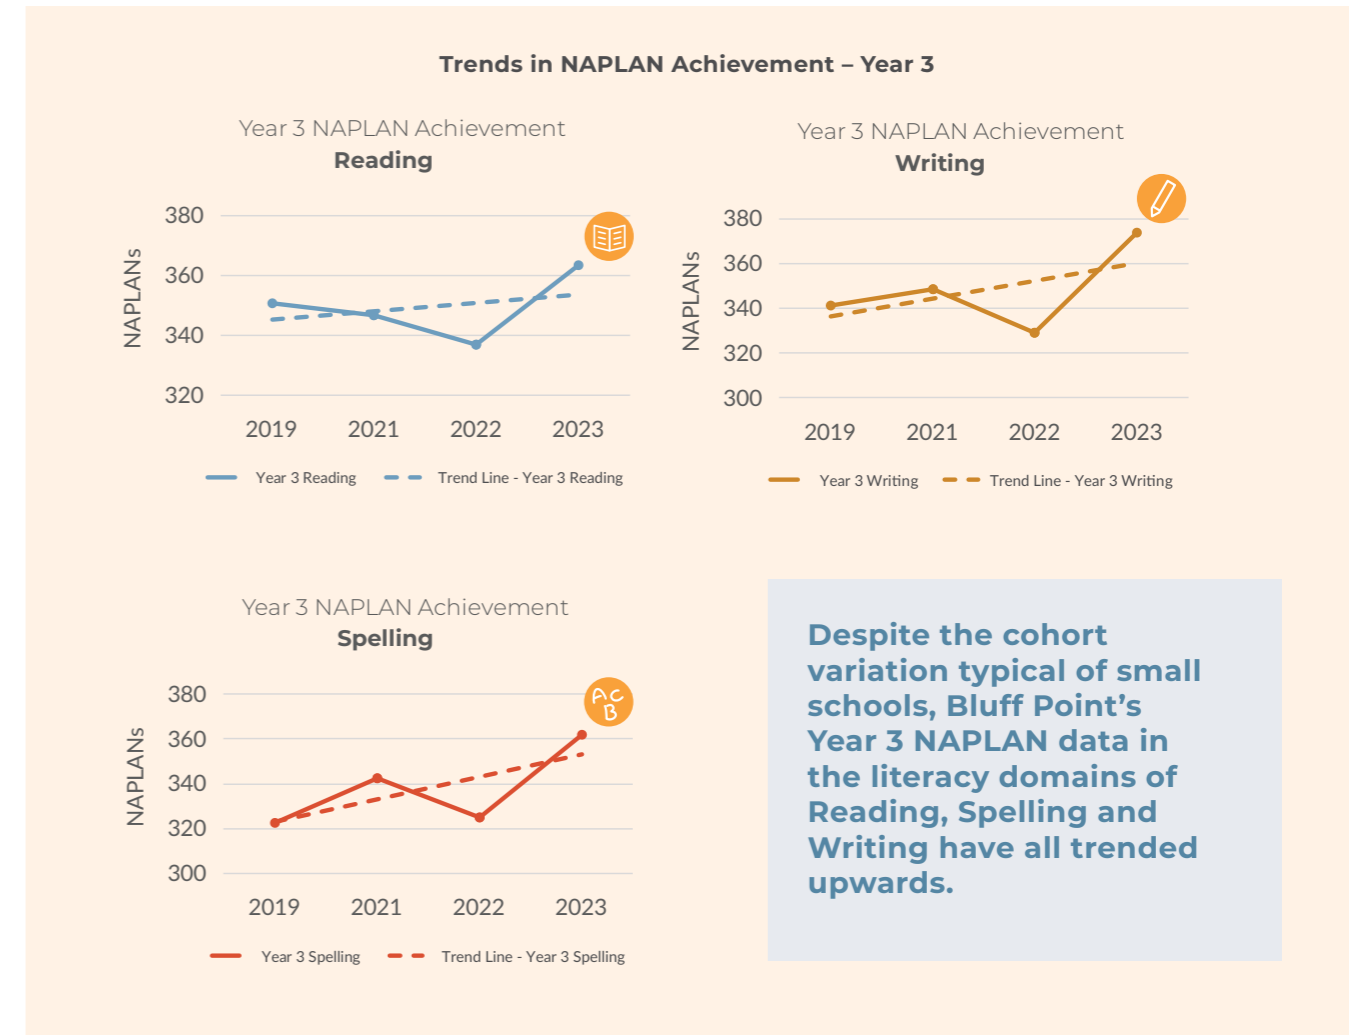 Trends in NAPLAN Achievement – Year 3
Year 3 NAPLAN Achievement
Reading
NAPLANs
380
360
340
320
2019 2021 2022 2023
Year 3 Reading Trend Line - Year 3 Reading
Year 3 NAPLAN Achievement
Writing
NAPLANs
380
360
340
320
300
2019 2021 2022 2023
Year 3 Writing Trend Line - Year 3 Writing
Year 3 NAPLAN Achievement
Spelling
A C
B
NAPLANs
380
360
340
320
300
2019 2021 2022 2023
Year 3 Spelling Trend Line - Year 3 Spelling
Despite the cohort
variation typical of small
schools, Bluff Point’s
Year 3 NAPLAN data in
the literacy domains of
Reading, Spelling and
Writing have all trended
upwards.